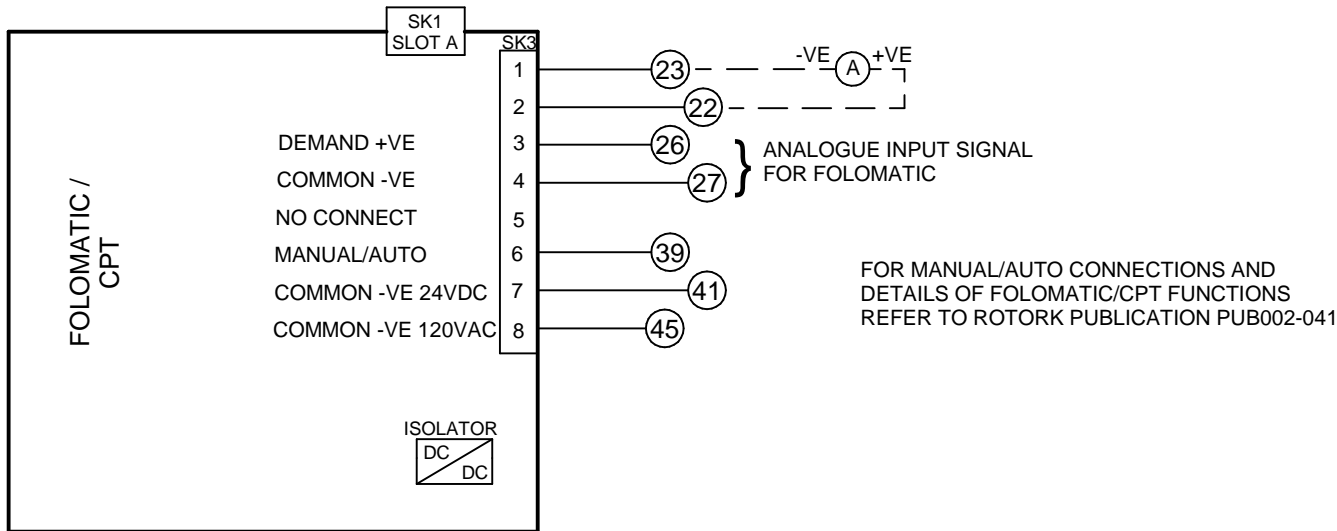 SK1
SLOT A
SK3
1
23
-VE
A
+VE
2
22
DEMAND +VE
3
26
ANALOGUE INPUT SIGNAL
FOR FOLOMATIC
COMMON -VE
4
27
NO CONNECT
5
MANUAL/AUTO
6
39
COMMON -VE 24VDC
7
41
COMMON -VE 120VAC
8
45
FOR MANUAL/AUTO CONNECTIONS AND
DETAILS OF FOLOMATIC/CPT FUNCTIONS
REFER TO ROTORK PUBLICATION PUB002-041
FOLOMATIC /
CPT
ISOLATOR
DC
DC